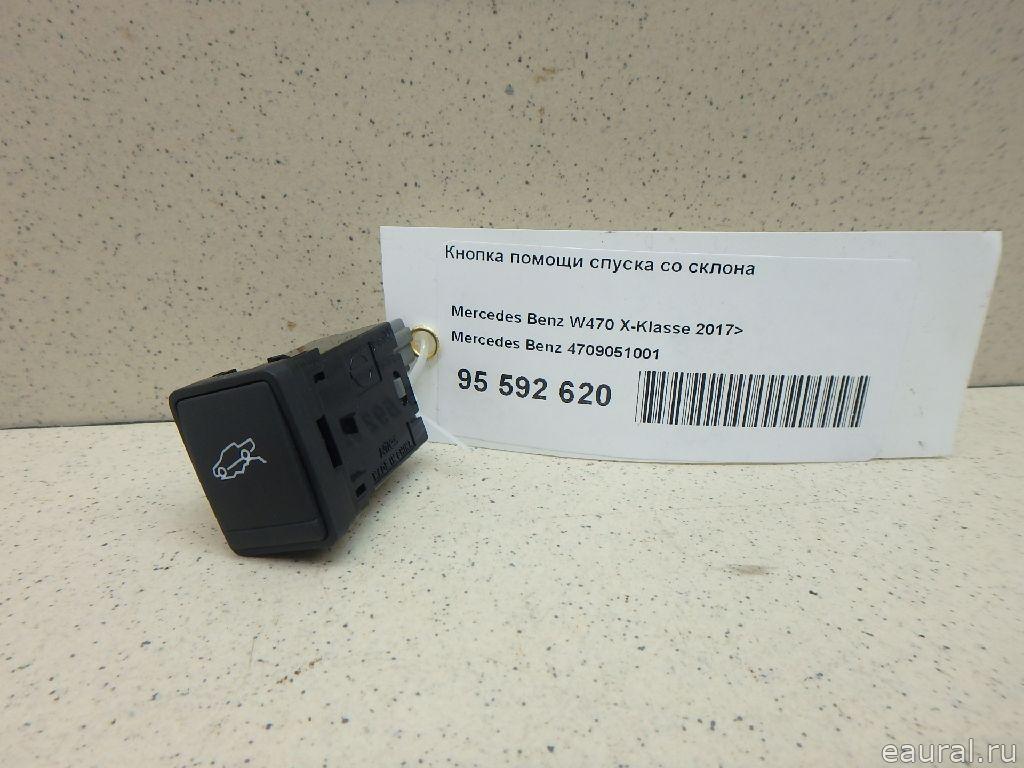 Кнопка помощи спуска со склона
Mercedes Benz W470 X-Klasse 2017>
Mercedes Benz 4709051001
95 592 620
eaural.ru